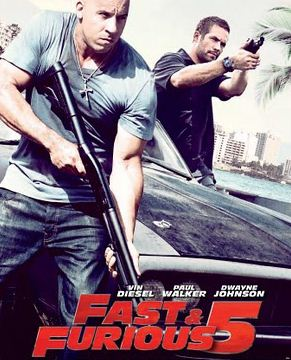 VIN DIESEL PAUL WALKER DWAYNE JOHNSON
FAST &
FURIOUS 5